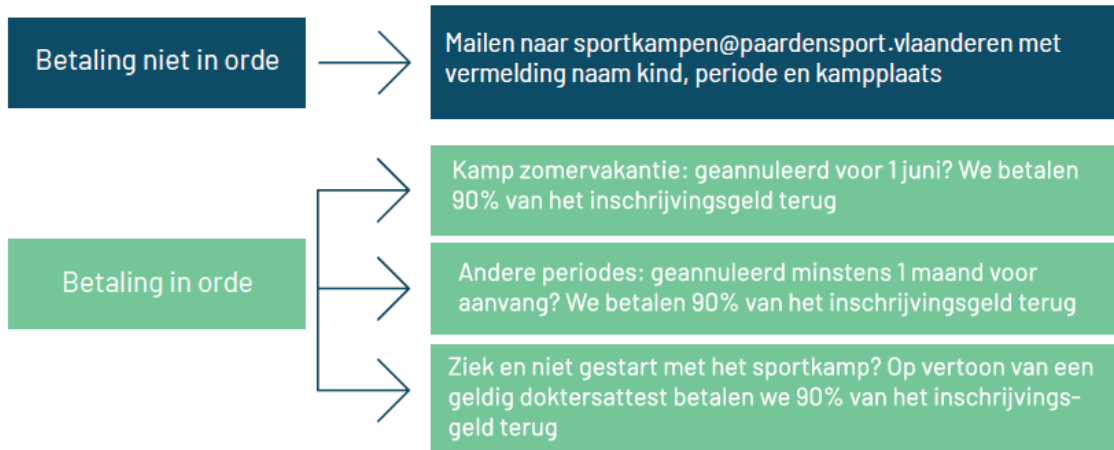 Betaling niet in orde
Mailen naar sportkampen@paardensport.vlaanderen met
vermelding naam kind, periode en kampplaats
Betaling in orde
Kamp zomervakantie: geannuleerd voor 1 juni? We betalen
90% van het inschrijvingsgeld terug
Andere periodes: geannuleerd minstens 1 maand voor
aanvang? We betalen 90% van het inschrijvingsgeld terug
Ziek en niet gestart met het sportkamp? Op vertoon van een
geldig doktersattest betalen we 90% van het inschrijvings-
geld terug